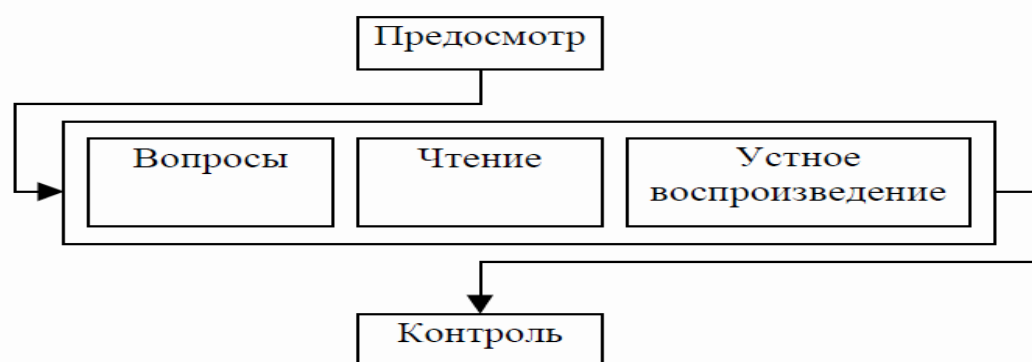 Предосмотр
Вопросы
Чтение
Устное
воспроизведение
Контроль